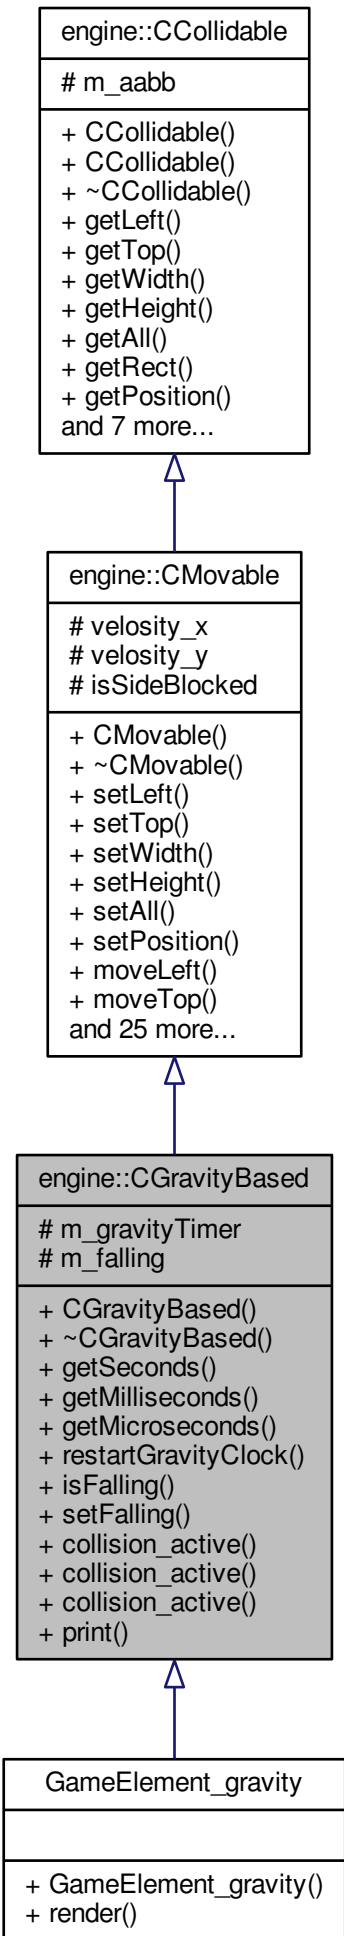 engine::CCollidable
# m_aabb
+ CCollidable()
+ CCollidable()
+ ~CCollidable()
+ getLeft()
+ getTop()
+ getWidth()
+ getHeight()
+ getAll()
+ getRect()
+ getPosition()
and 7 more...
engine::CMovable
# velosity_x
# velosity_y
# isSideBlocked
+ CMovable()
+ ~CMovable()
+ setLeft()
+ setTop()
+ setWidth()
+ setHeight()
+ setAll()
+ setPosition()
+ moveLeft()
+ moveTop()
and 25 more...
engine::CGravityBased
# m_gravityTimer
# m_falling
+ CGravityBased()
+ ~CGravityBased()
+ getSeconds()
+ getMilliseconds()
+ getMicroseconds()
+ restartGravityClock()
+ isFalling()
+ setFalling()
+ collision_active()
+ collision_active()
+ collision_active()
+ print()
GameElement_gravity
+ GameElement_gravity()
+ render()